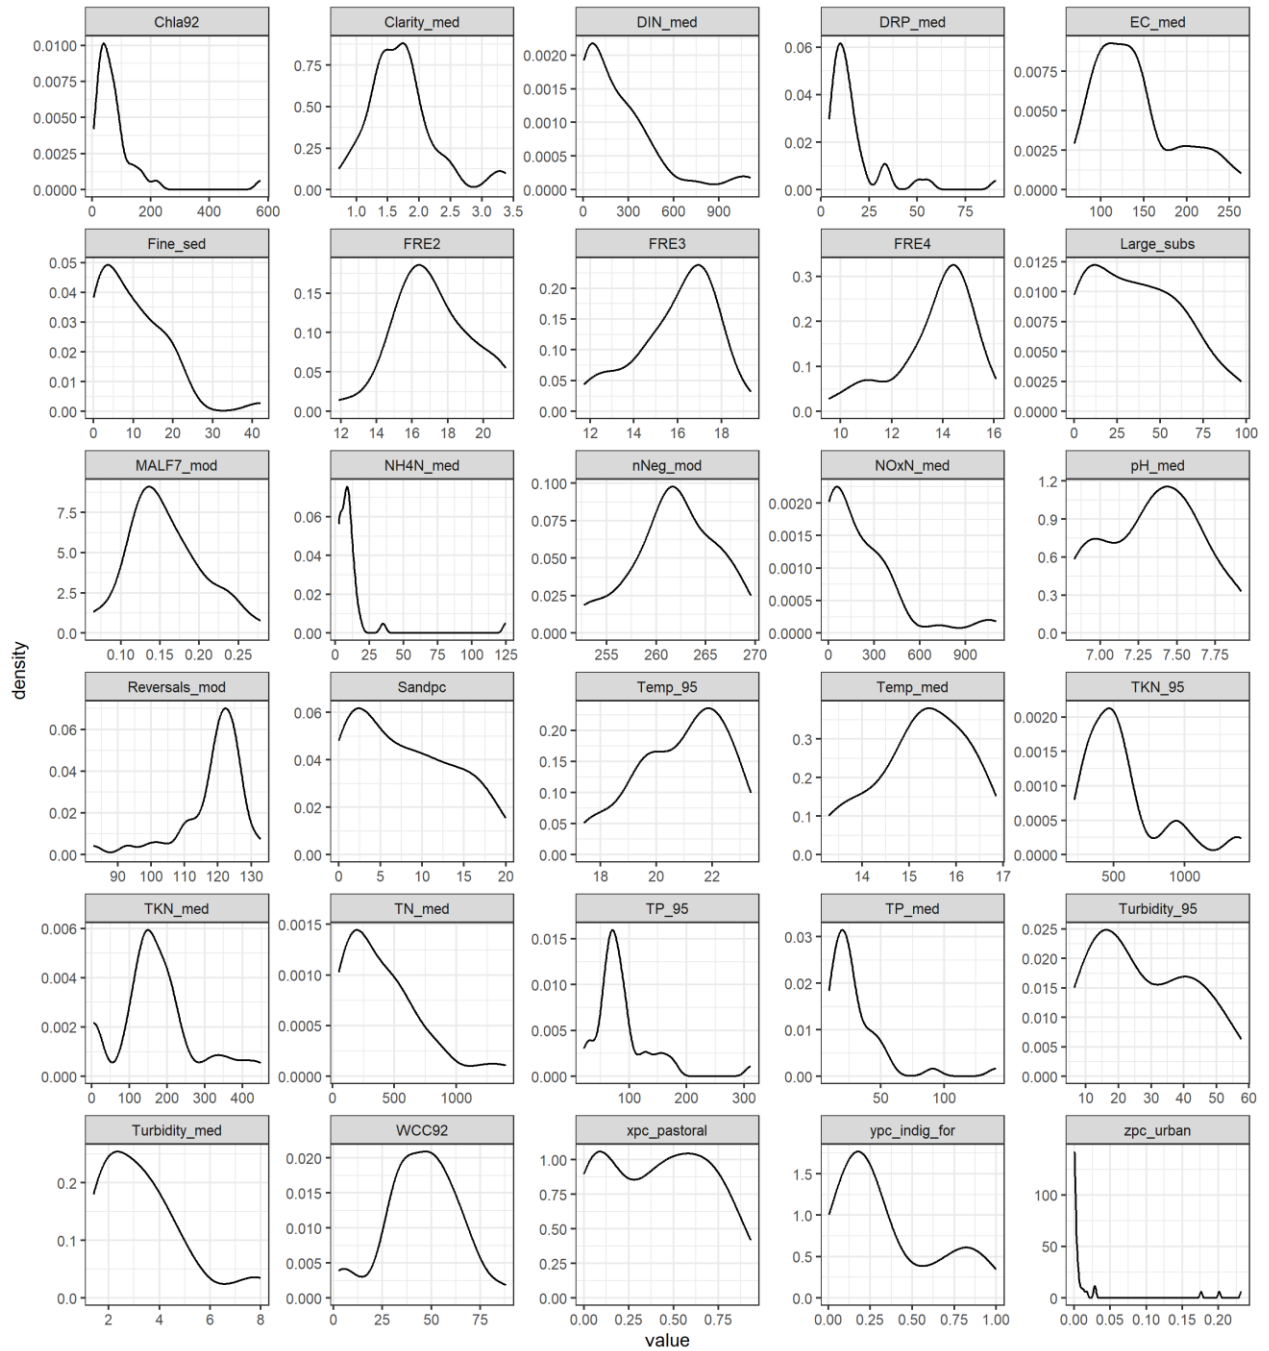 Chla92 Clarity_med DIN_med DRP_med EC_med
0.0100 0.0075 0.0050 0.0025 0.0000
0 200 400 600
0.75 0.50 0.25 0.00
1.0 1.5 2.0 2.5 3.0 3.5
0.0020 0.0015 0.0010 0.0005 0.0000
0 300 600 900
0.06 0.04 0.02 0.00
0 25 50 75
0.0075 0.0050 0.0025 0.0000
100 150 200 250
Fine_sed FRE2 FRE3 FRE4 Large_subs
0.05 0.04 0.03 0.02 0.01 0.00
0 10 20 30 40
0.15 0.10 0.05 0.00
12 14 16 18 20
0.20 0.15 0.10 0.05 0.00
12 14 16 18
0.3 0.2 0.1 0.0
10 12 14 16
0.0125 0.0100 0.0075 0.0050 0.0025 0.0000
0 25 50 75 100
MALF7_mod NH4N_med nNeg_mod NOxN_med pH_med
7.5 5.0 2.5 0.0
0.10 0.15 0.20 0.25
0.06 0.04 0.02 0.00
0 25 50 75 100 125
0.100 0.075 0.050 0.025 0.000
255 260 265 270
0.0020 0.0015 0.0010 0.0005 0.0000
0 300 600 900
1.2 0.9 0.6 0.3 0.0
7.00 7.25 7.50 7.75
density
Reversals_mod Sandpc Temp_95 Temp_med TKN_95
0.06 0.04 0.02 0.00
90 100 110 120 130
0.06 0.04 0.02 0.00
0 5 10 15 20
0.20 0.15 0.10 0.05 0.00
18 20 22
0.3 0.2 0.1 0.0
14 15 16 17
0.0020 0.0015 0.0010 0.0005 0.0000
500 1000
TKN_med TN_med TP_95 TP_med Turbidity_95
0.006 0.004 0.002 0.000
0 100 200 300 400
0.0015 0.0010 0.0005 0.0000
0 500 1000
0.015 0.010 0.005 0.000
100 200 300
0.03 0.02 0.01 0.00
50 100
0.025 0.020 0.015 0.010 0.005 0.000
10 20 30 40 50 60
Turbidity_med WCC92 xpc_pastoral ypc_indig_for zpc_urban
0.2 0.1 0.0
2 4 6 8
0.020 0.015 0.010 0.005 0.000
0 25 50 75
1.00 0.75 0.50 0.25 0.00
0.00 0.25 0.50 0.75
1.5 1.0 0.5 0.0
0.00 0.25 0.50 0.75 1.00
100 50 0
0.00 0.05 0.10 0.15 0.20
value